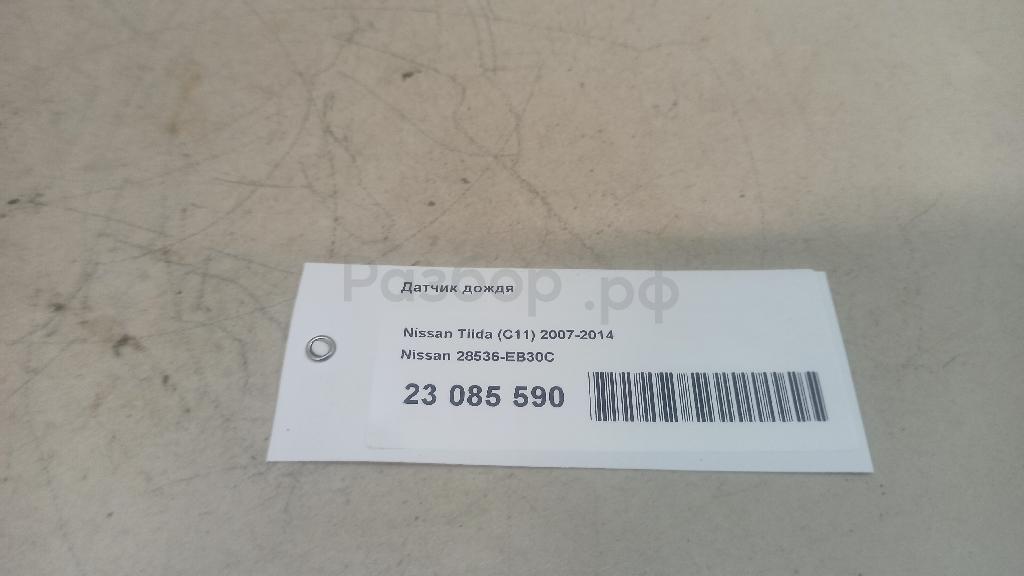 Разбор.рф
Датчик дождя
Nissan Tiida (C11) 2007-2014
Nissan 28536-EB30C
23 085 590